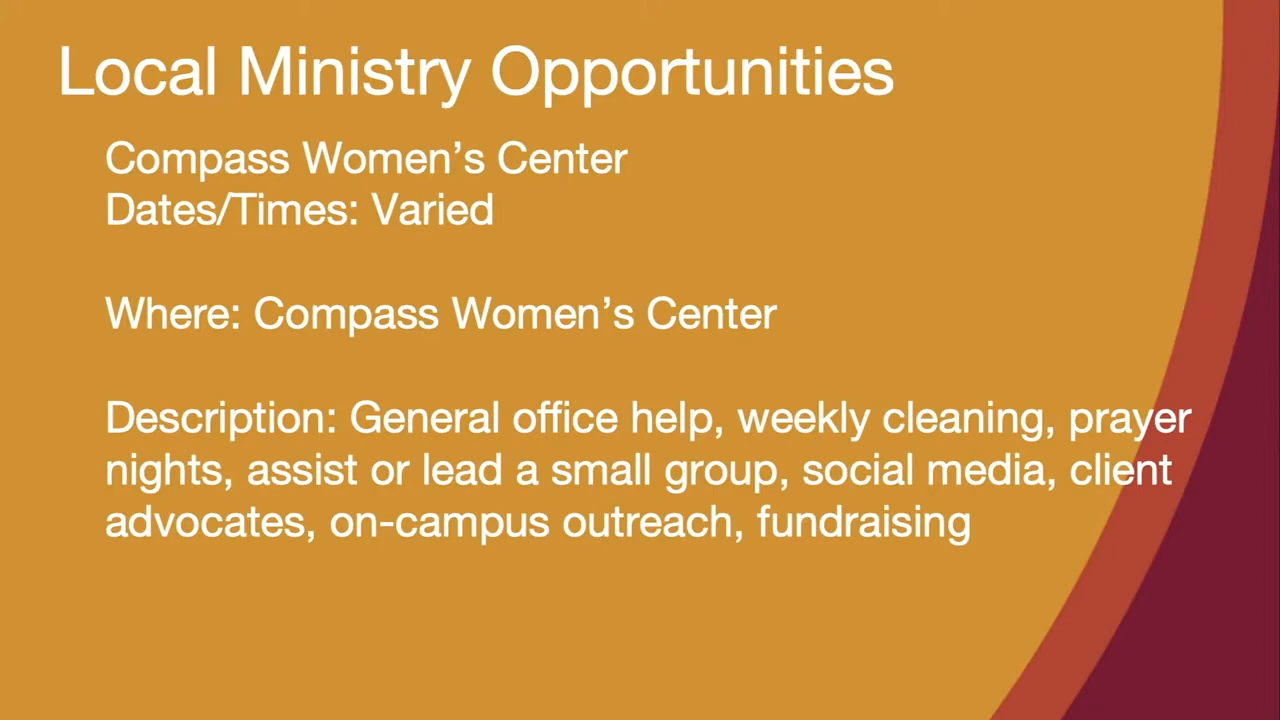 Local Ministry Opportunities
Compass Women’s Center
Dates/Times: Varied
Where: Compass Women’s Center
Description: General office help, weekly cleaning, prayer
nights, assist or lead a small group, social media, client
advocates, on-campus outreach, fundraising